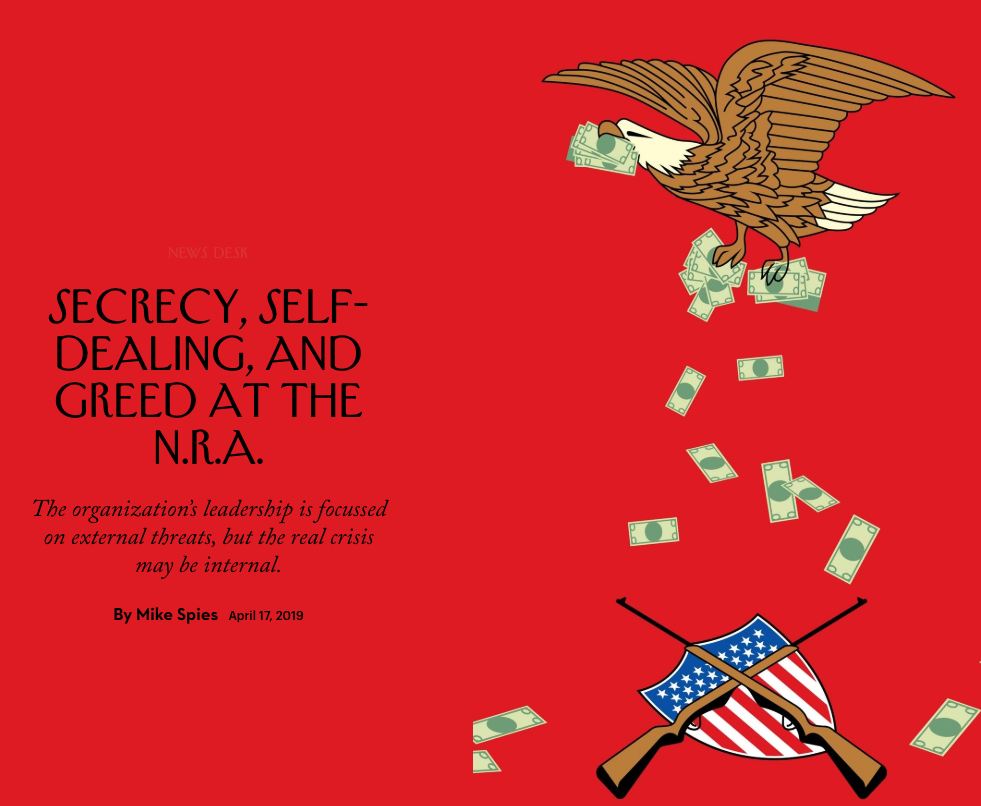 NEWS DESK
SECRECY, SELF-
DEALING, AND
GREED AT THE
N.R.A.
The organization's leadership is focussed
on external threats, but the real crisis
may be internal.
By Mike Spies April 17, 2019